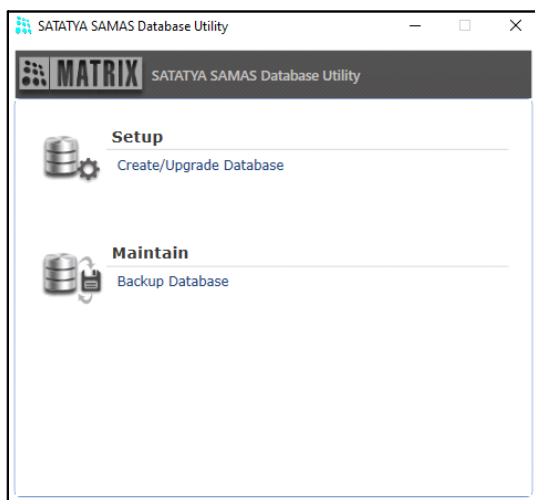 SATATYA SAMAS Database Utility
MATRIX SATATYA SAMAS Database Utility
Setup
Create/Upgrade Database
Maintain
Backup Database